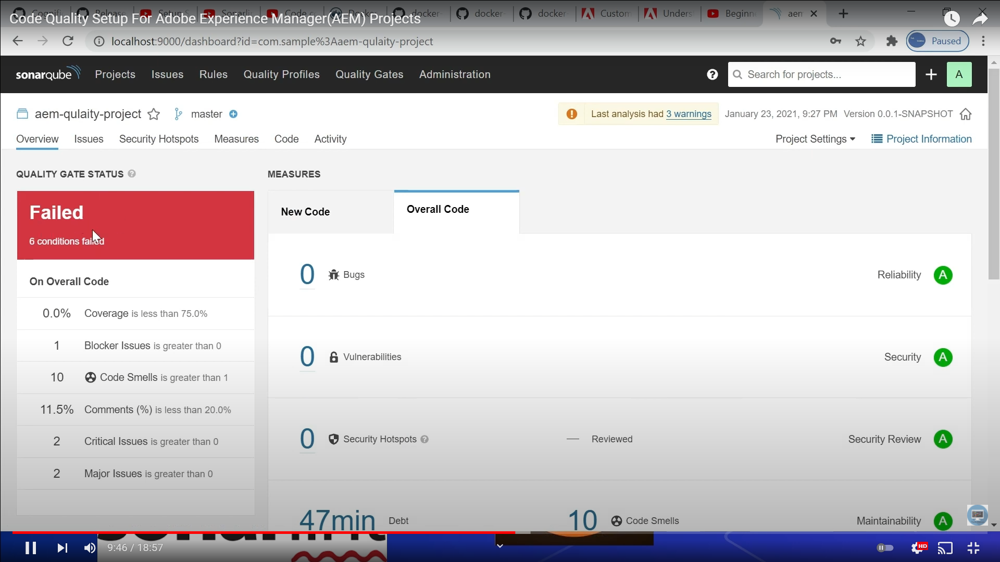 Cognifi Release Setup S Sonarli Code c Docke docker- docker- docker Custom Unders Beginne aem
Code Quality Setup For Adobe Experience Manager(AEM) Projects
localhost:9000/dashboard?id=com.sample%3Aaem-qulaity-project
Paused
sonarqube Projects Issues Rules Quality Profiles Quality Gates Administration
Search for projects...
A
aem-qulaity-project master
Last analysis had 3 warnings January 23, 2021, 9:27 PM Version 0.0.1-SNAPSHOT
Overview Issues Security Hotspots Measures Code Activity
Project Settings Project Information
QUALITY GATE STATUS
Failed
6 conditions failed
On Overall Code
0.0% Coverage is less than 75.0%
1 Blocker Issues is greater than 0
10 Code Smells is greater than 1
11.5% Comments (%) is less than 20.0%
2 Critical Issues is greater than 0
2 Major Issues is greater than 0
MEASURES
New Code Overall Code
0 Bugs Reliability A
0 Vulnerabilities Security A
0 Security Hotspots Reviewed Security Review A
47min Debt 10 Code Smells Maintainability A
9:46 / 18:57
HD